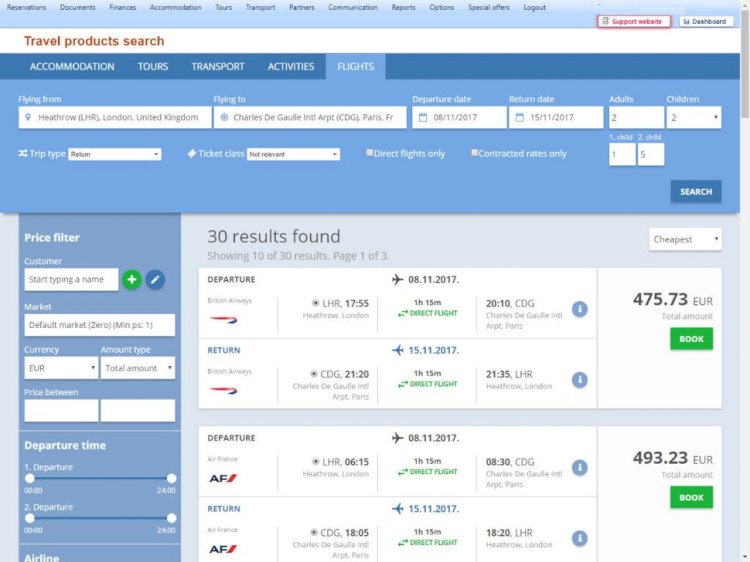 Reservations Documents Finances Accommodation Tours Transport Partners Communication Reports Options Special offers Logout
Support website Dashboard
Travel products search
ACCOMMODATION TOURS TRANSPORT ACTIVITIES FLIGHTS
Flying from Flying to Departure date Return date Adults Children
Heathrow (LHR), London, United Kingdom Charles De Gaulle Intl Arpt (CDG), Paris, Fr 08/11/2017 15/11/2017 2 2
1. child 2. child
Trip type Return Ticket class Not relevant Direct flights only Contracted rates only 1 5
SEARCH
Price filter
Customer
Start typing a name
Market
Default market (Zero) (Min ps: 1)
Currency Amount type
EUR Total amount
Price between
Departure time
1. Departure
00:00 24:00
2. Departure
00:00 24:00
Airline
30 results found
Showing 10 of 30 results. Page 1 of 3.
Cheapest
DEPARTURE 08.11.2017.
British Airways LHR, 17:55 1h 15m 20:10, CDG
Heathrow, London DIRECT FLIGHT Charles De Gaulle Intl
Arpt, Paris
475.73 EUR
Total amount
BOOK
RETURN 15.11.2017.
British Airways CDG, 21:20 1h 15m 21:35, LHR
Charles De Gaulle Intl DIRECT FLIGHT Heathrow, London
Arpt, Paris
DEPARTURE 08.11.2017.
Air France LHR, 06:15 1h 15m 08:30, CDG
AF Heathrow, London DIRECT FLIGHT Charles De Gaulle Intl
Arpt, Paris
493.23 EUR
Total amount
BOOK
RETURN 15.11.2017.
Air France CDG, 18:05 1h 15m 18:20, LHR
AF Charles De Gaulle Intl DIRECT FLIGHT Heathrow, London
Arpt, Paris